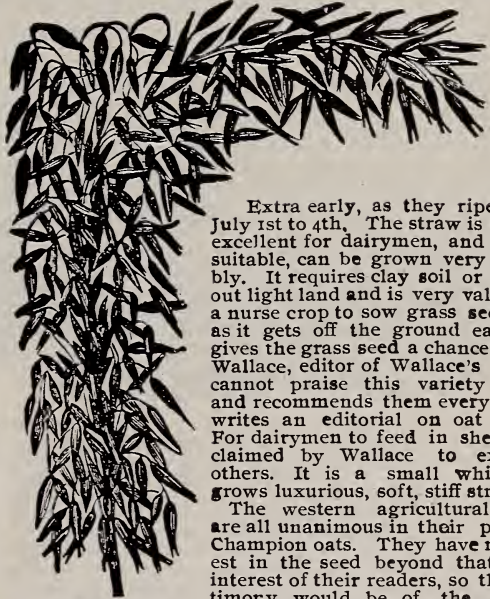 Extra early, as they ripe
July 1st to 4th. The straw is
excellent for dairymen, and
suitable, can be grown very
bly. It requires clay soil or
out light land and is very val
a nurse crop to sow grass see
as it gets off the ground ea
gives the grass seed a chance
Wallace, editor of Wallace's
cannot praise this variety
and recommends them every
writes an editorial on oat
For dairymen to feed in she
claimed by Wallace to ex
others. It is a small whi
grows luxurious, soft, stiff str
The western agricultural
are all unanimous in their p
Champion oats. They have n
est in the seed beyond that
interest of their readers, so th
timony would be of the